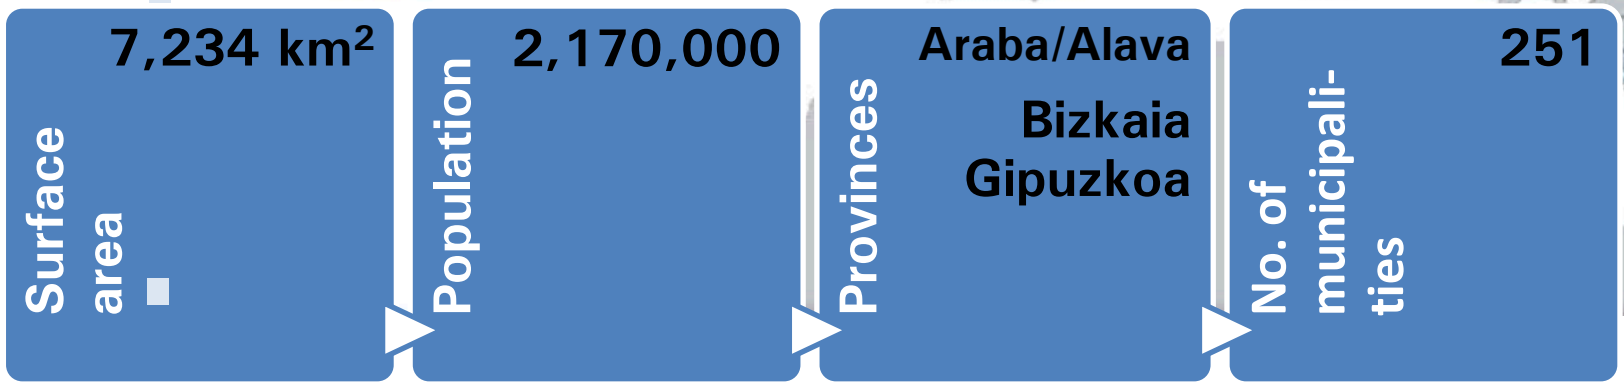 Surface
area
7,234 km²
Population
2,170,000
Provinces
Araba/Alava
Bizkaia
Gipuzkoa
No. of
municipali-
ties
251